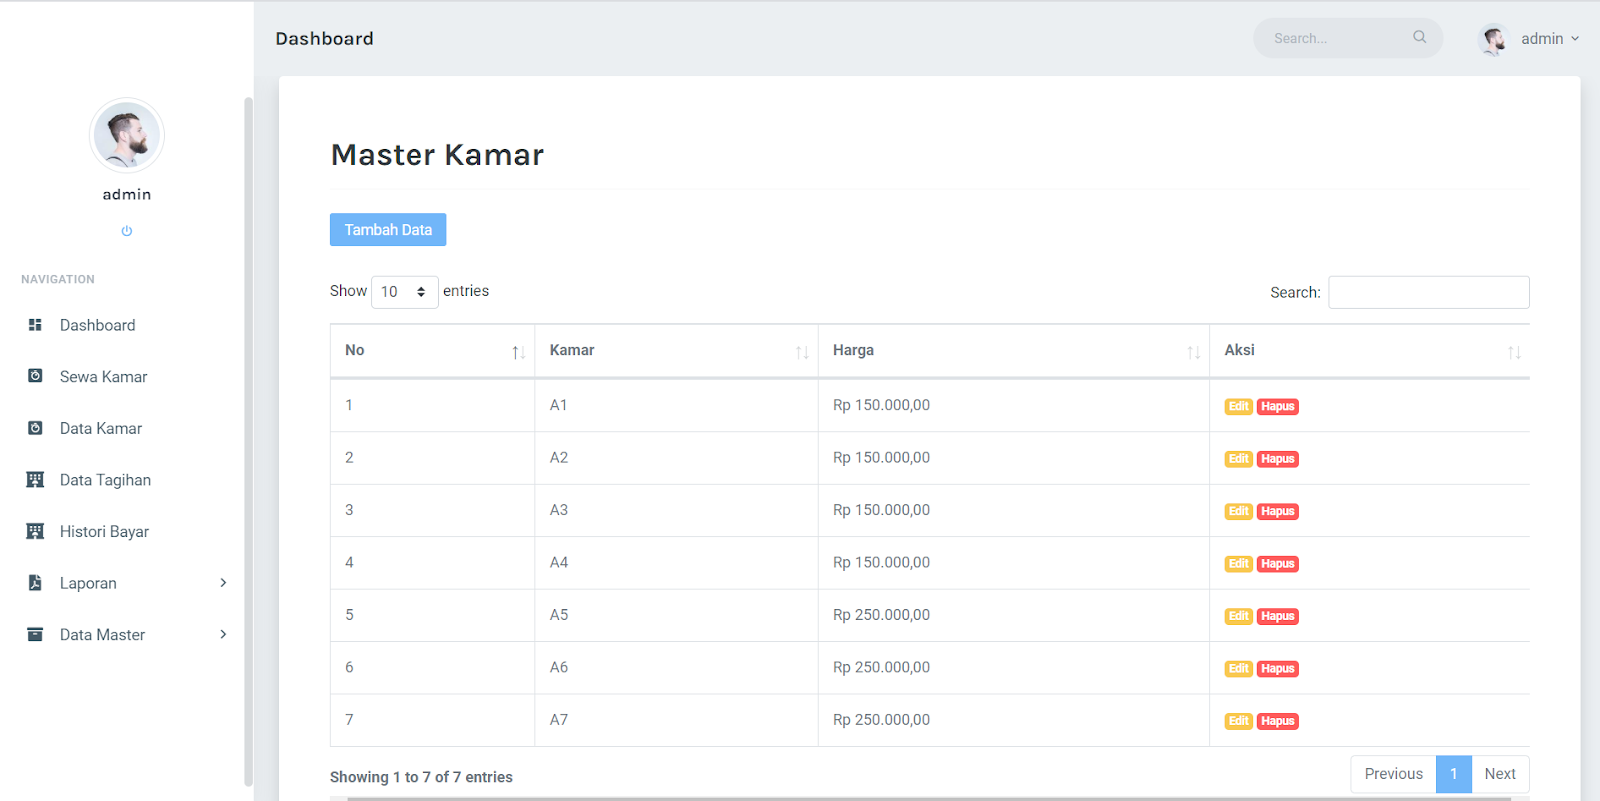 Dashboard
Search...
admin
admin
NAVIGATION
Dashboard
Sewa Kamar
Data Kamar
Data Tagihan
Histori Bayar
Laporan
Data Master
Master Kamar
Tambah Data
Show 10 entries
Search:
No Kamar Harga Aksi
1 A1 Rp 150.000,00 Edit Hapus
2 A2 Rp 150.000,00 Edit Hapus
3 A3 Rp 150.000,00 Edit Hapus
4 A4 Rp 150.000,00 Edit Hapus
5 A5 Rp 250.000,00 Edit Hapus
6 A6 Rp 250.000,00 Edit Hapus
7 A7 Rp 250.000,00 Edit Hapus
Showing 1 to 7 of 7 entries
Previous 1 Next